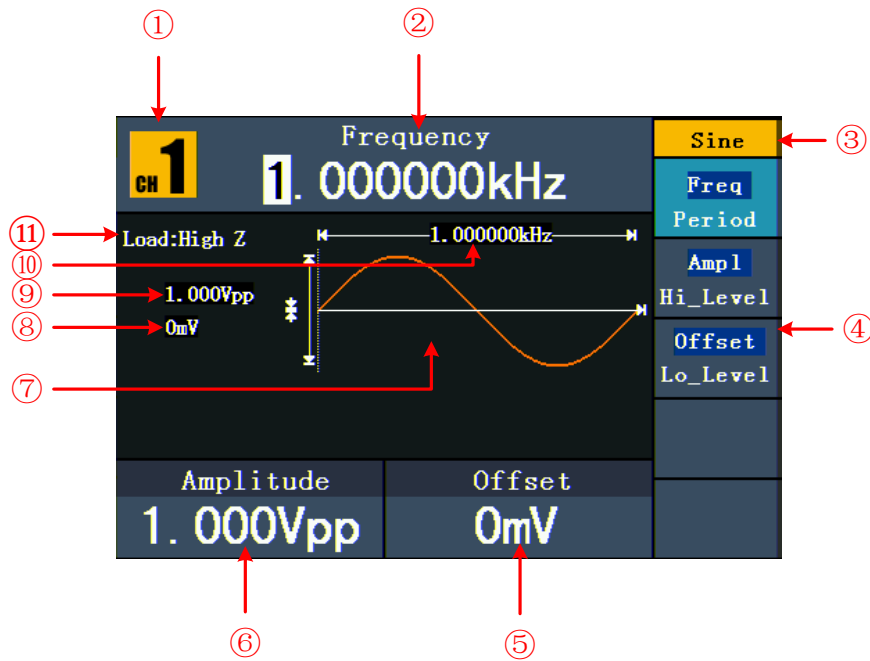 ① ②
Frequency
CH 1
1. 000000kHz
Sine ③
Freq
Period
⑪ Load:High Z
⑩ 1. 000000kHz
Ampl
Hi_Level
⑨ 1. 000Vpp
⑧ 0mV
Offset ④
Lo_Level
⑦
Amplitude
Offset
1. 000Vpp
0mV
⑥ ⑤